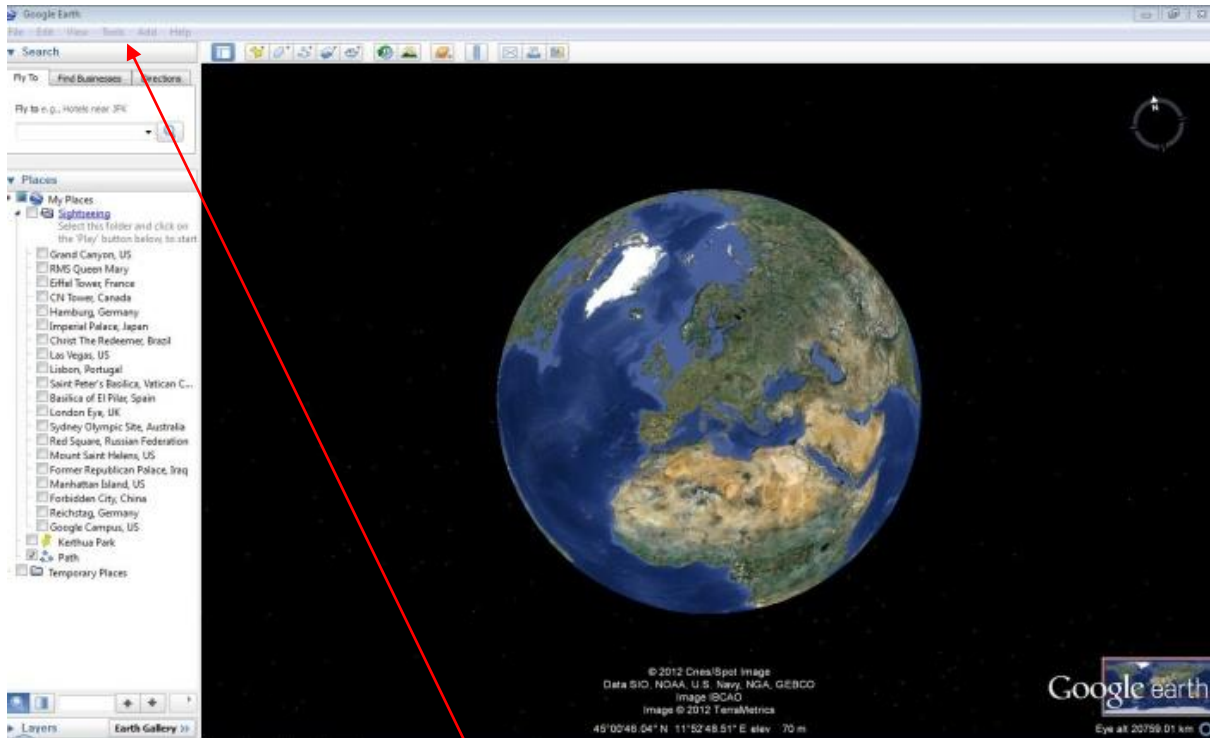 Google Earth
File Edit View Tools Add Help
Search
Fly To Find Businesses Directions
Fly to e.g., Hotels near JFK
Places
My Places
Sightseeing
Select this folder and click on
the 'Play' button below, to start
Grand Canyon, US
RMS Queen Mary
Eiffel Tower, France
CN Tower, Canada
Hamburg, Germany
Imperial Palace, Japan
Christ The Redeemer, Brazil
Las Vegas, US
Lisbon, Portugal
Saint Peter's Basilica, Vatican C...
Basilica of El Pilar, Spain
London Eye, UK
Sydney Olympic Site, Australia
Red Square, Russian Federation
Mount Saint Helens, US
Former Republican Palace, Iraq
Manhattan Island, US
Forbidden City, China
Reichstag, Germany
Google Campus, US
Kerthua Park
Path
Temporary Places
Layers
Earth Gallery >>
N
© 2012 Cnes/Spot Image
Data SIO, NOAA, U.S. Navy, NGA, GEBCO
Image IBCAO
Image © 2012 TerraMetrics
45°00'46.04" N 11°52'48.51" E elev 70 m
Google earth
Eye alt 20759.01 km